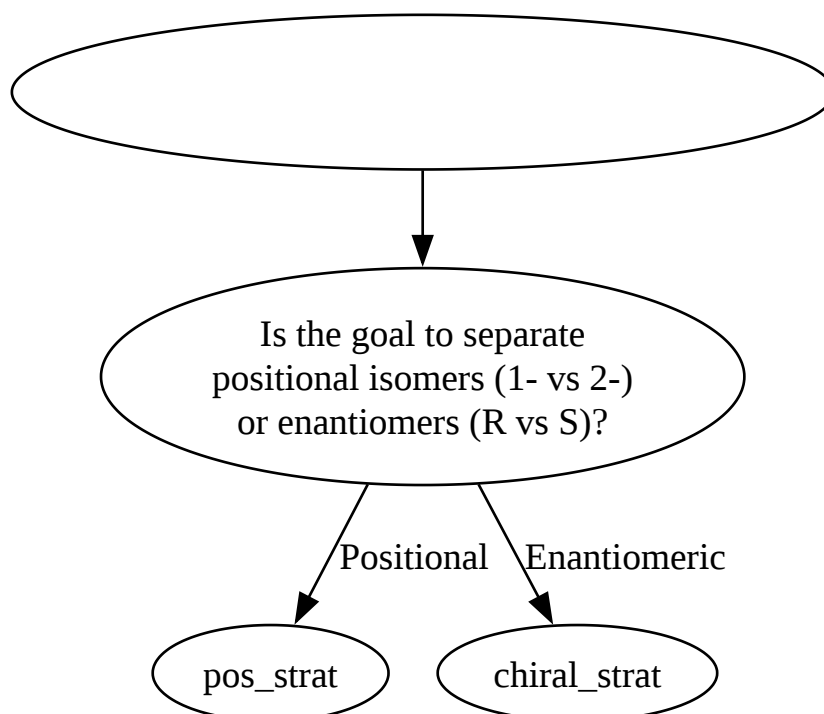 Is the goal to separate
positional isomers (1- vs 2-)
or enantiomers (R vs S)?
Positional
Enantiomeric
pos_strat
chiral_strat